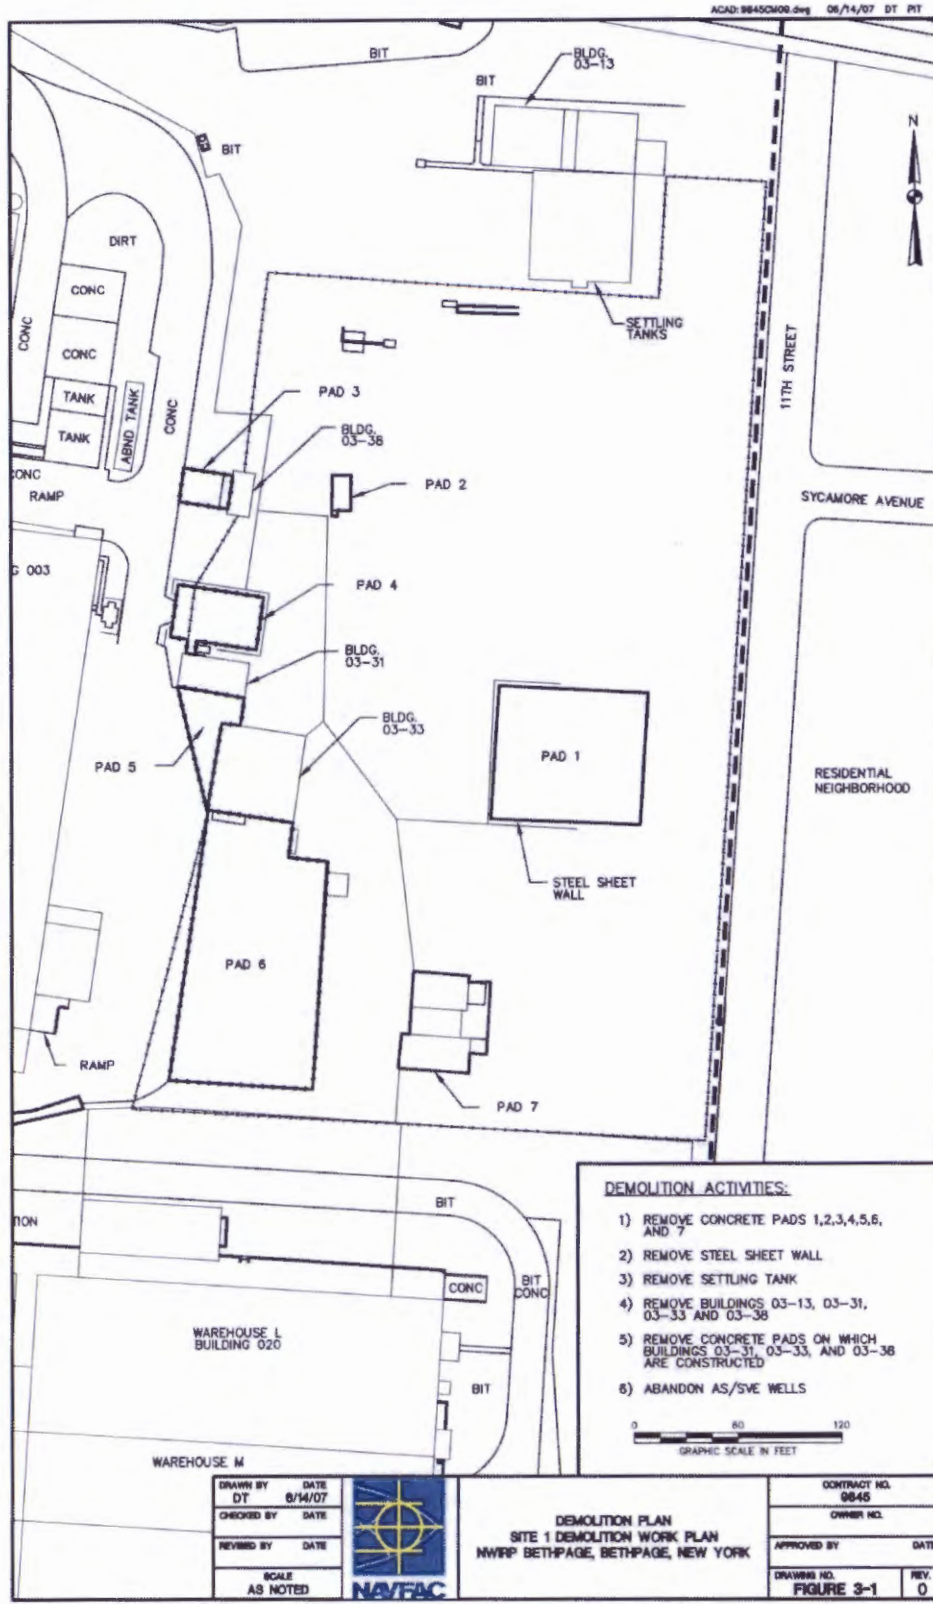 ACAD: 9845CM09.dwg 06/14/07 DT PIT
BIT
BLDG.
03-13
BIT
BIT
N
DIRT
CONC
CONC
CONC
SETTLING
TANKS
11TH STREET
TANK
TANK
ABND TANK
CONC
PAD 3
BLDG.
03-38
CONC
RAMP
PAD 2
SYCAMORE AVENUE
G 003
PAD 4
BLDG.
03-31
BLDG.
03-33
PAD 5
PAD 1
RESIDENTIAL
NEIGHBORHOOD
STEEL SHEET
WALL
PAD 6
RAMP
PAD 7
BIT
TION
CONC
BIT
CONC
WAREHOUSE L
BUILDING 020
BIT
WAREHOUSE M
DEMOLITION ACTIVITIES:
1) REMOVE CONCRETE PADS 1,2,3,4,5,6,
AND 7
2) REMOVE STEEL SHEET WALL
3) REMOVE SETTLING TANK
4) REMOVE BUILDINGS 03-13, 03-31,
03-33 AND 03-38
5) REMOVE CONCRETE PADS ON WHICH
BUILDINGS 03-31, 03-33, AND 03-38
ARE CONSTRUCTED
6) ABANDON AS/SVE WELLS
0 60 120
GRAPHIC SCALE IN FEET
DRAWN BY DATE
DT 6/14/07
CHECKED BY DATE
REVISED BY DATE
SCALE
AS NOTED
NAVFAC
DEMOLITION PLAN
SITE 1 DEMOLITION WORK PLAN
NWIRP BETHPAGE, BETHPAGE, NEW YORK
CONTRACT NO.
9845
OWNER NO.
APPROVED BY DATE
DRAWING NO.
FIGURE 3-1
REV.
0